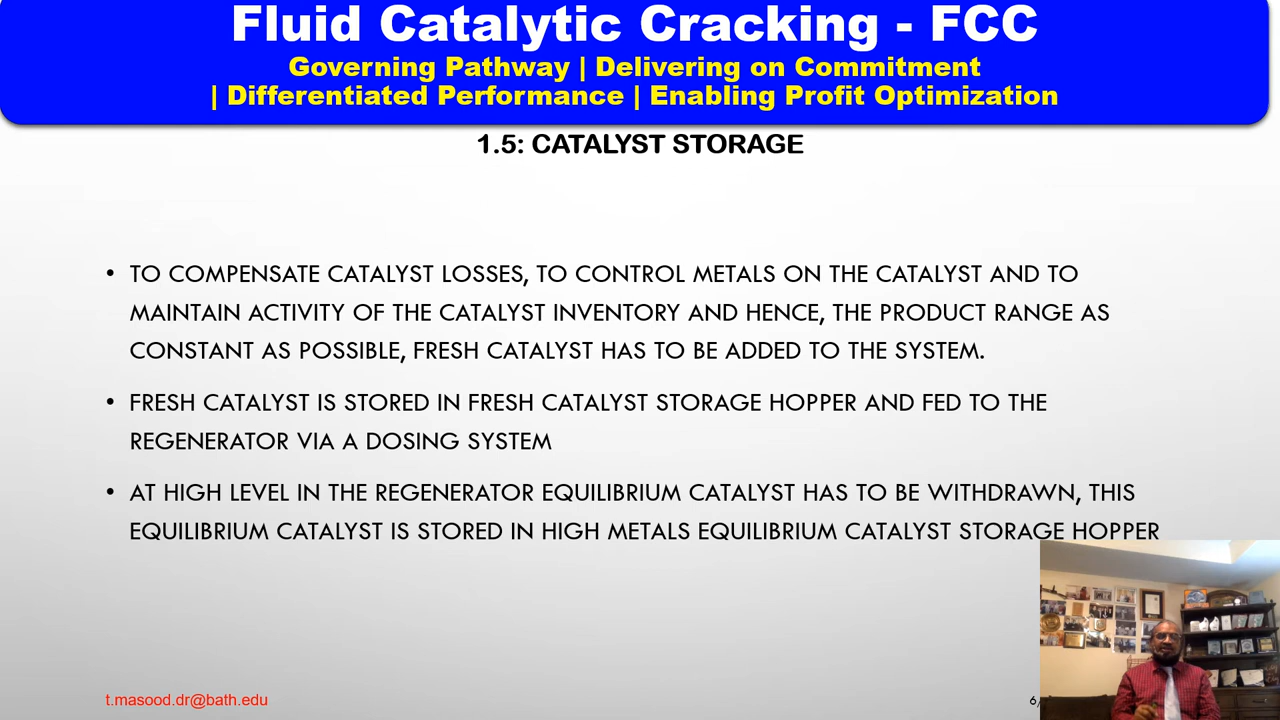 Fluid Catalytic Cracking - FCC
Governing Pathway | Delivering on Commitment
| Differentiated Performance | Enabling Profit Optimization
1.5: CATALYST STORAGE
• TO COMPENSATE CATALYST LOSSES, TO CONTROL METALS ON THE CATALYST AND TO
MAINTAIN ACTIVITY OF THE CATALYST INVENTORY AND HENCE, THE PRODUCT RANGE AS
CONSTANT AS POSSIBLE, FRESH CATALYST HAS TO BE ADDED TO THE SYSTEM.
• FRESH CATALYST IS STORED IN FRESH CATALYST STORAGE HOPPER AND FED TO THE
REGENERATOR VIA A DOSING SYSTEM
• AT HIGH LEVEL IN THE REGENERATOR EQUILIBRIUM CATALYST HAS TO BE WITHDRAWN, THIS
EQUILIBRIUM CATALYST IS STORED IN HIGH METALS EQUILIBRIUM CATALYST STORAGE HOPPER
t.masood.dr@bath.edu